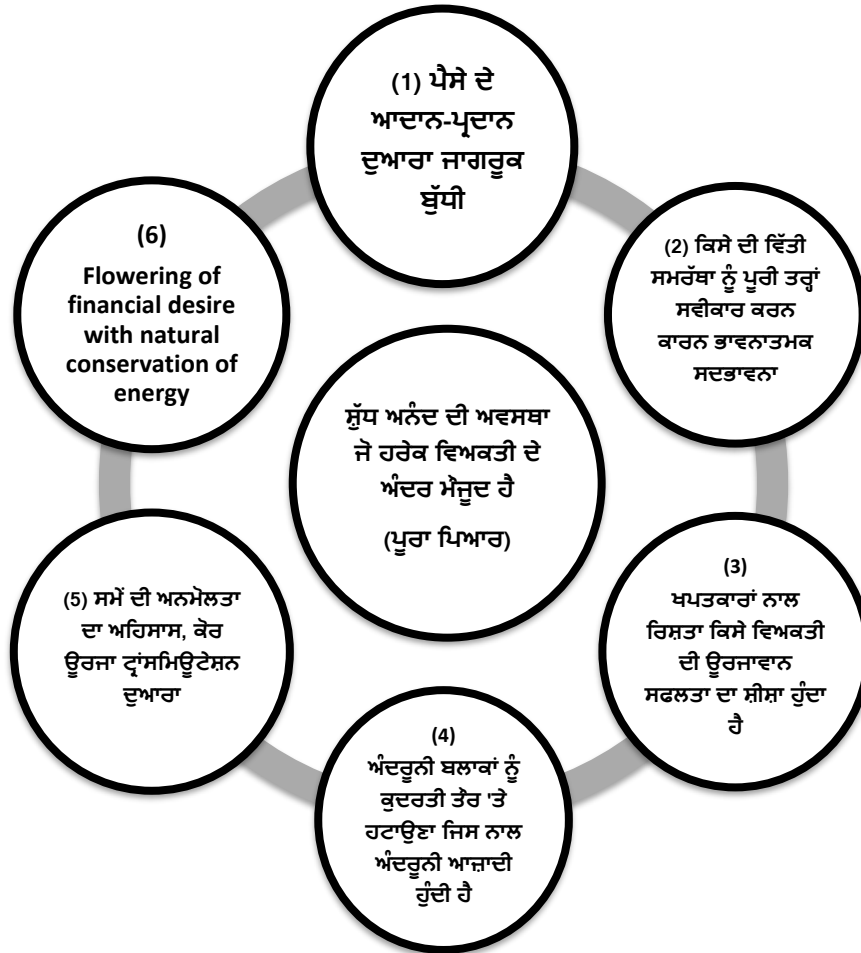 (1) ਪੈਸੇ ਦੇ
ਆਦਾਨ-ਪ੍ਰਦਾਨ
ਦੁਆਰਾ ਜਾਗਰੂਕ
ਬੁੱਧੀ
(2) ਕਿਸੇ ਦੀ ਵਿੱਤੀ
ਸਮਰੱਥਾ ਨੂੰ ਪੂਰੀ ਤਰ੍ਹਾਂ
ਸਵੀਕਾਰ ਕਰਨ
ਕਾਰਨ ਭਾਵਨਾਤਮਕ
ਸਦਭਾਵਨਾ
(3)
ਖਪਤਕਾਰਾਂ ਨਾਲ
ਰਿਸ਼ਤਾ ਕਿਸੇ ਵਿਅਕਤੀ
ਦੀ ਊਰਜਾਵਾਨ
ਸਫਲਤਾ ਦਾ ਸ਼ੀਸ਼ਾ ਹੁੰਦਾ
ਹੈ
(4)
ਅੰਦਰੂਨੀ ਬਲਾਕਾਂ ਨੂੰ
ਕੁਦਰਤੀ ਤੌਰ 'ਤੇ
ਹਟਾਉਣਾ ਜਿਸ ਨਾਲ
ਅੰਦਰੂਨੀ ਆਜ਼ਾਦੀ
ਹੁੰਦੀ ਹੈ
(5) ਸਮੇਂ ਦੀ ਅਨਮੋਲਤਾ
ਦਾ ਅਹਿਸਾਸ, ਕੋਰ
ਊਰਜਾ ਟ੍ਰਾਂਸਮਿਊਟੇਸ਼ਨ
ਦੁਆਰਾ
(6)
Flowering of
financial desire
with natural
conservation of
energy
ਸ਼ੁੱਧ ਅਨੰਦ ਦੀ ਅਵਸਥਾ
ਜੋ ਹਰੇਕ ਵਿਅਕਤੀ ਦੇ
ਅੰਦਰ ਮੌਜੂਦ ਹੈ
(ਪੂਰਾ ਪਿਆਰ)